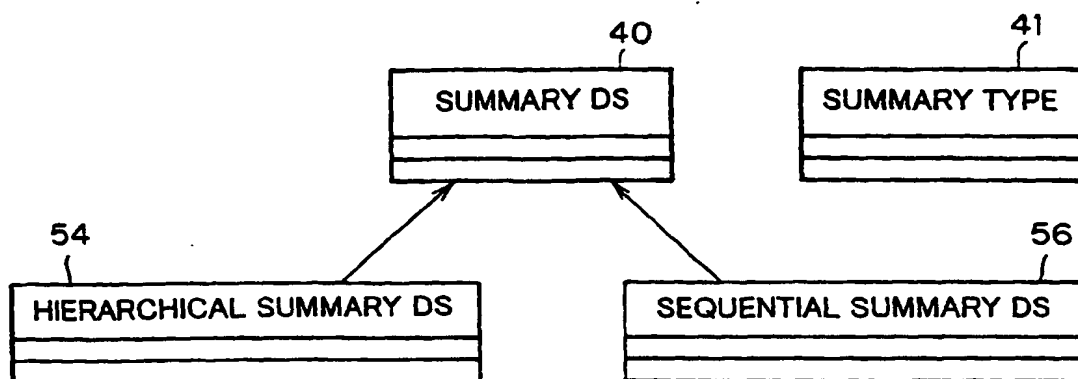 40
41
SUMMARY DS
SUMMARY TYPE
54
56
HIERARCHICAL SUMMARY DS
SEQUENTIAL SUMMARY DS